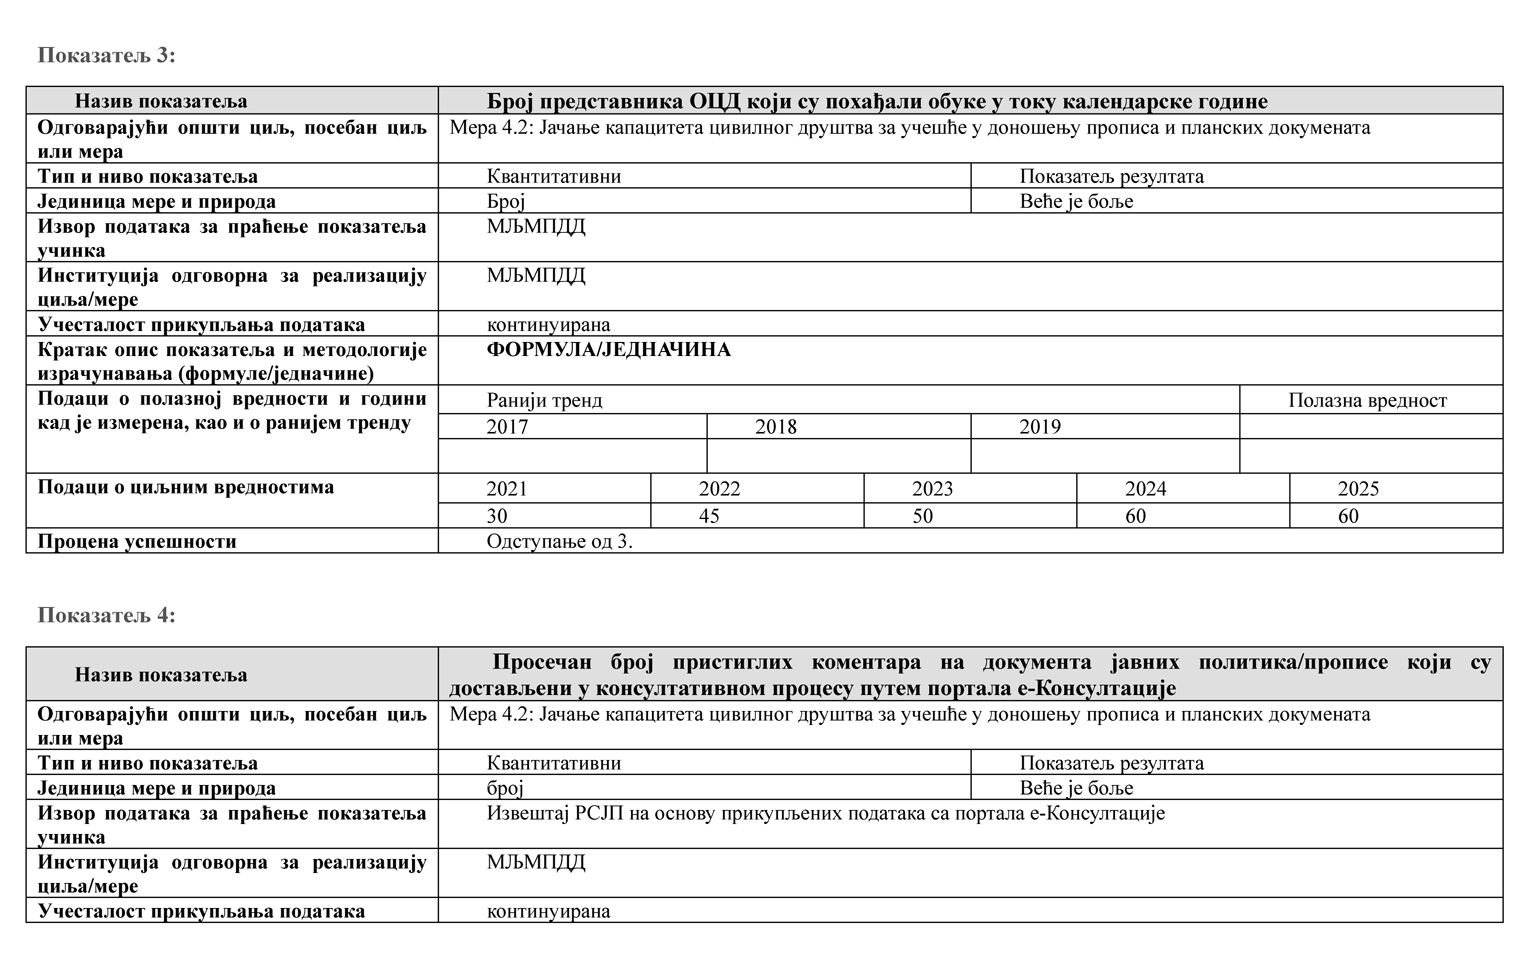 Показатељ 3:
Назив показатеља
Број представника ОЦД који су похађали обуке у току календарске године
Одговарајући општи циљ, посебан циљ
или мера
Мера 4.2: Јачање капацитета цивилног друштва за учешће у доношењу прописа и планских докумената
Тип и ниво показатеља
Квантитативни
Показатељ резултата
Јединица мере и природа
Број
Веће је боље
Извор података за праћење показатеља
учинка
МЉМПДД
Институција одговорна за реализацију
циља/мере
МЉМПДД
Учесталост прикупљања података
континуирана
Кратак опис показатеља и методологије
израчунавања (формуле/једначине)
ФОРМУЛА/ЈЕДНАЧИНА
Подаци о полазној вредности и години
кад је измерена, као и о ранијем тренду
Ранији тренд
Полазна вредност
2017
2018
2019
Подаци о циљним вредностима
2021
2022
2023
2024
2025
30
45
50
60
60
Процена успешности
Одступање од 3.
Показатељ 4:
Назив показатеља
Просечан број пристиглих коментара на документа јавних политика/прописе који су
достављени у консултативном процесу путем портала е-Консултације
Одговарајући општи циљ, посебан циљ
или мера
Мера 4.2: Јачање капацитета цивилног друштва за учешће у доношењу прописа и планских докумената
Тип и ниво показатеља
Квантитативни
Показатељ резултата
Јединица мере и природа
број
Веће је боље
Извор података за праћење показатеља
учинка
Извештај РСЈП на основу прикупљених података са портала е-Консултације
Институција одговорна за реализацију
циља/мере
МЉМПДД
Учесталост прикупљања података
континуирана